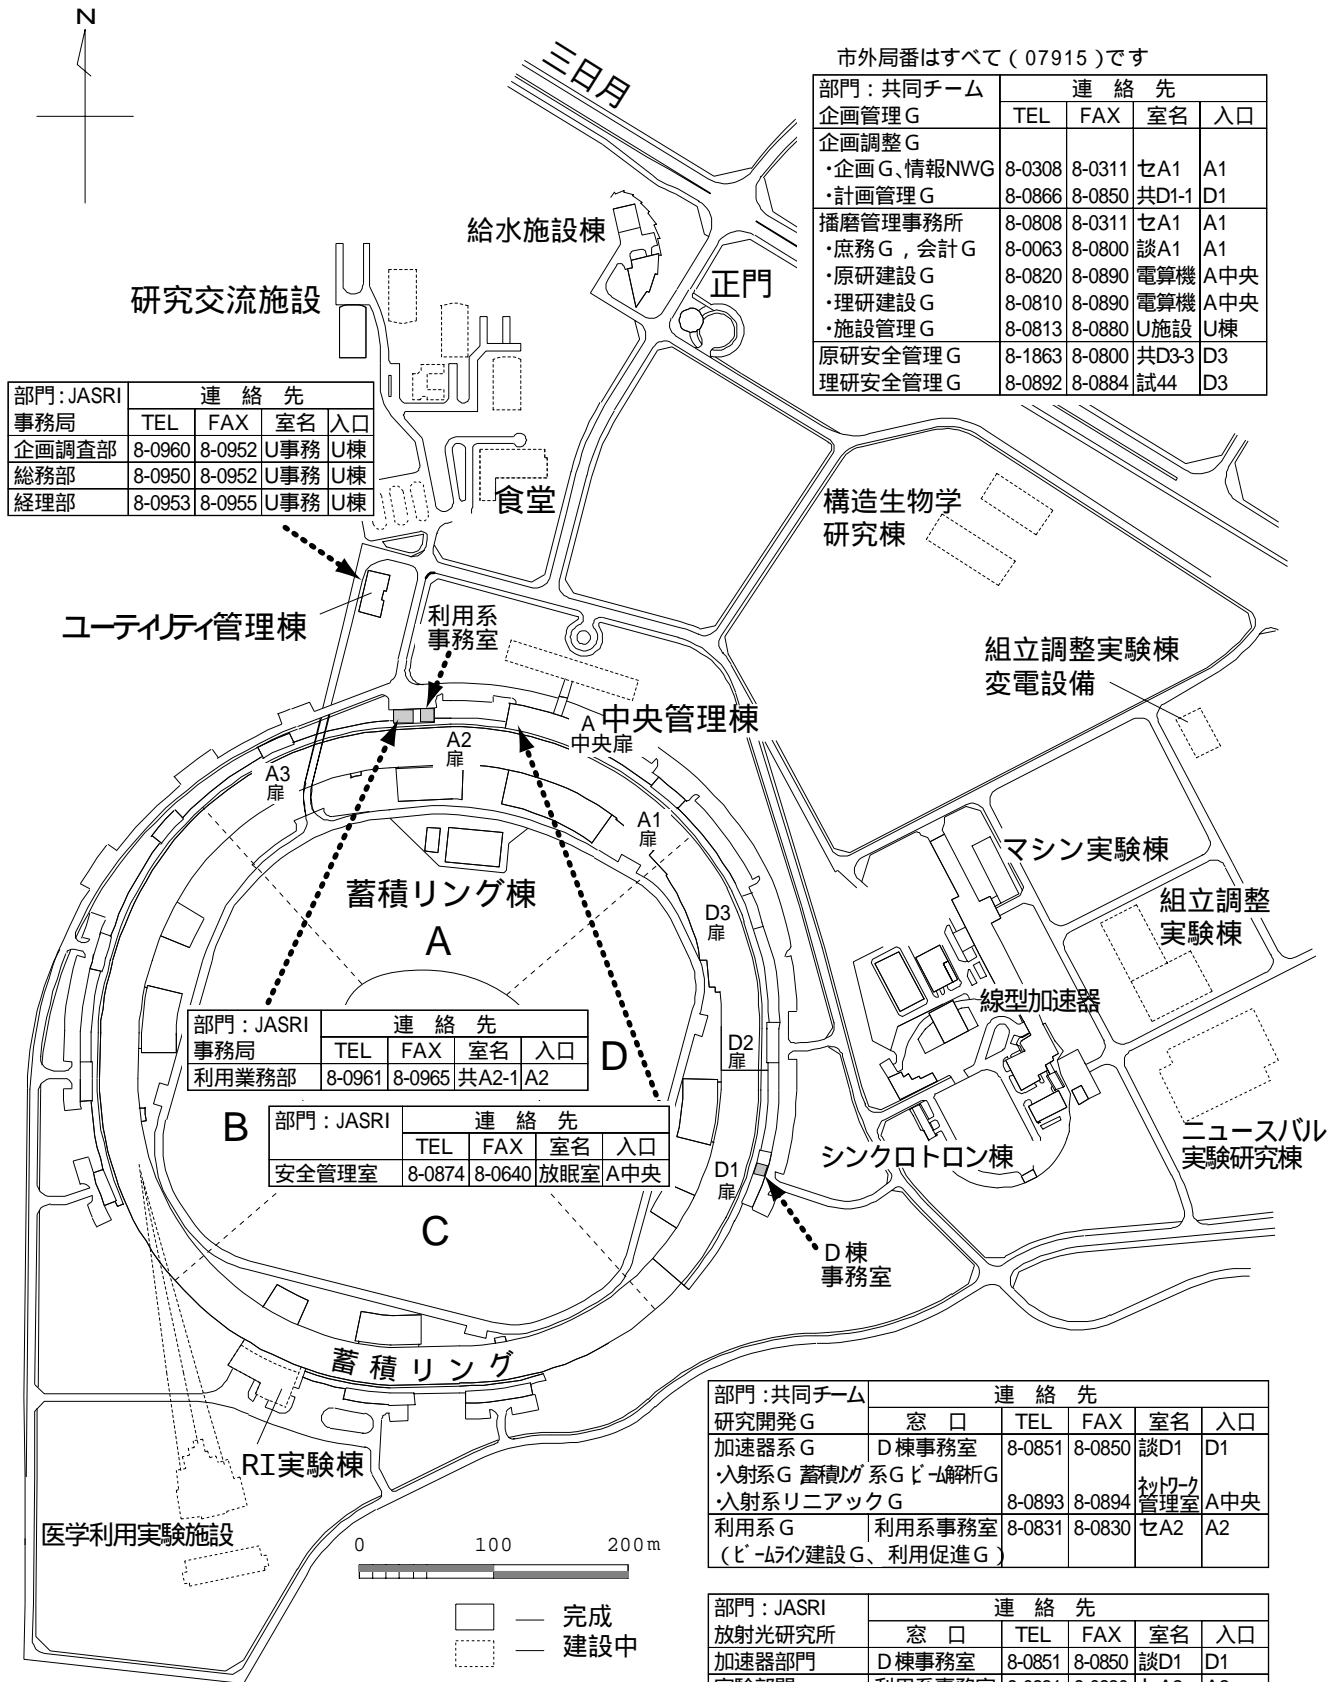 N
三日月
市外局番はすべて(07915)です
部門:共同チーム 連 絡 先
企画管理G TEL FAX 室名 入口
企画調整G
・企画G、情報NWG 8-0308 8-0311 セA1 A1
・計画管理G 8-0866 8-0850 共D1-1 D1
播磨管理事務所 8-0808 8-0311 セA1 A1
・庶務G,会計G 8-0063 8-0800 談A1 A1
・原研建設G 8-0820 8-0890 電算機 A中央
・理研建設G 8-0810 8-0890 電算機 A中央
・施設管理G 8-0813 8-0880 U施設 U棟
原研安全管理G 8-1863 8-0800 共D3-3 D3
理研安全管理G 8-0892 8-0884 試44 D3
給水施設棟
正門
研究交流施設
部門:JASRI 連 絡 先
事務局 TEL FAX 室名 入口
企画調査部 8-0960 8-0952 U事務 U棟
総務部 8-0950 8-0952 U事務 U棟
経理部 8-0953 8-0955 U事務 U棟
食堂
構造生物学
研究棟
ユーティリティ管理棟
利用系
事務室
組立調整実験棟
変電設備
中央管理棟
A
中央扉
A2
扉
A3
扉
A1
扉
マシン実験棟
蓄積リング棟
組立調整
実験棟
D3
扉
A
線型加速器
部門:JASRI 連 絡 先
事務局 TEL FAX 室名 入口
利用業務部 8-0961 8-0965 共A2-1 A2
D
D2
扉
B
部門:JASRI 連 絡 先
TEL FAX 室名 入口
安全管理室 8-0874 8-0640 放眠室 A中央
ニュースバル
実験研究棟
シンクロトロン棟
D1
扉
C
D棟
事務室
蓄積リング
RI実験棟
医学利用実験施設
部門:共同チーム 連 絡 先
研究開発G 窓 口 TEL FAX 室名 入口
加速器系G D棟事務室 8-0851 8-0850 談D1 D1
・入射系G 蓄積リング系G ビーム解析G
・入射系リニアックG 8-0893 8-0894 ネットワーク管理室 A中央
利用系G 利用系事務室 8-0831 8-0830 セA2 A2
(ビームライン建設G、利用促進G)
0 100 200m
完成
建設中
部門:JASRI 連 絡 先
放射光研究所 窓 口 TEL FAX 室名 入口
加速器部門 D棟事務室 8-0851 8-0850 談D1 D1